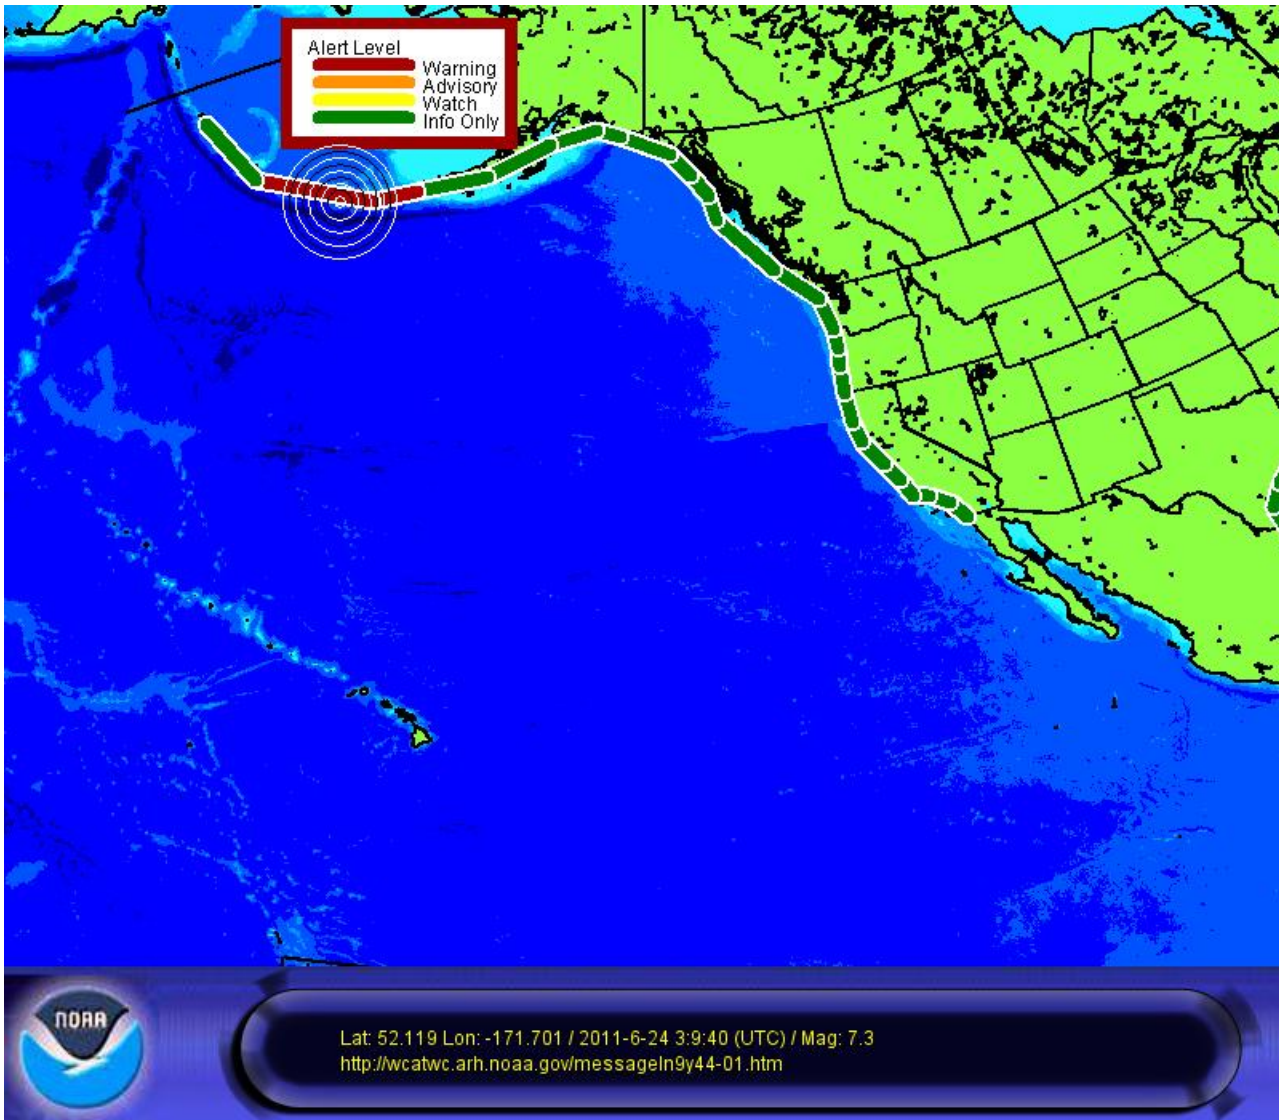 Alert Level
Warning
Advisory
Watch
Info Only
NOAA
Lat: 52.119 Lon: -171.701 / 2011-6-24 3:9:40 (UTC) / Mag: 7.3
http://wcatwc.arh.noaa.gov/messageIn9y44-01.htm